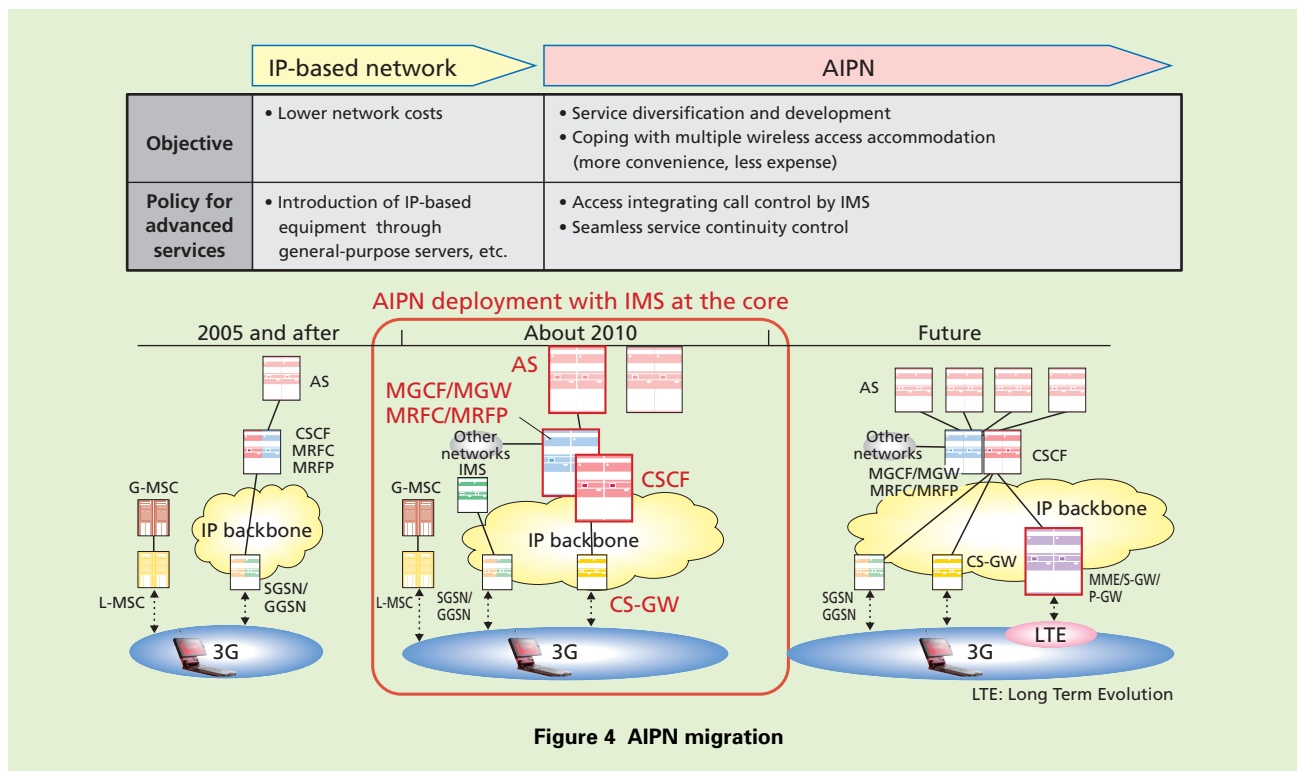 IP-based network
AIPN
Objective
• Lower network costs
• Service diversification and development
• Coping with multiple wireless access accommodation
(more convenience, less expense)
Policy for
advanced
services
• Introduction of IP-based
equipment through
general-purpose servers, etc.
• Access integrating call control by IMS
• Seamless service continuity control
AIPN deployment with IMS at the core
2005 and after
About 2010
Future
AS
CSCF
MRFC
MRFP
G-MSC
IP backbone
L-MSC
SGSN/
GGSN
3G
AS
MGCF/MGW
MRFC/MRFP
Other
networks
IMS
G-MSC
CSCF
IP backbone
L-MSC
SGSN/
GGSN
CS-GW
3G
AS
Other
networks
CSCF
MGCF/MGW
MRFC/MRFP
IP backbone
CS-GW
SGSN
GGSN
MME/S-GW/
P-GW
LTE
3G
LTE: Long Term Evolution
Figure 4 AIPN migration